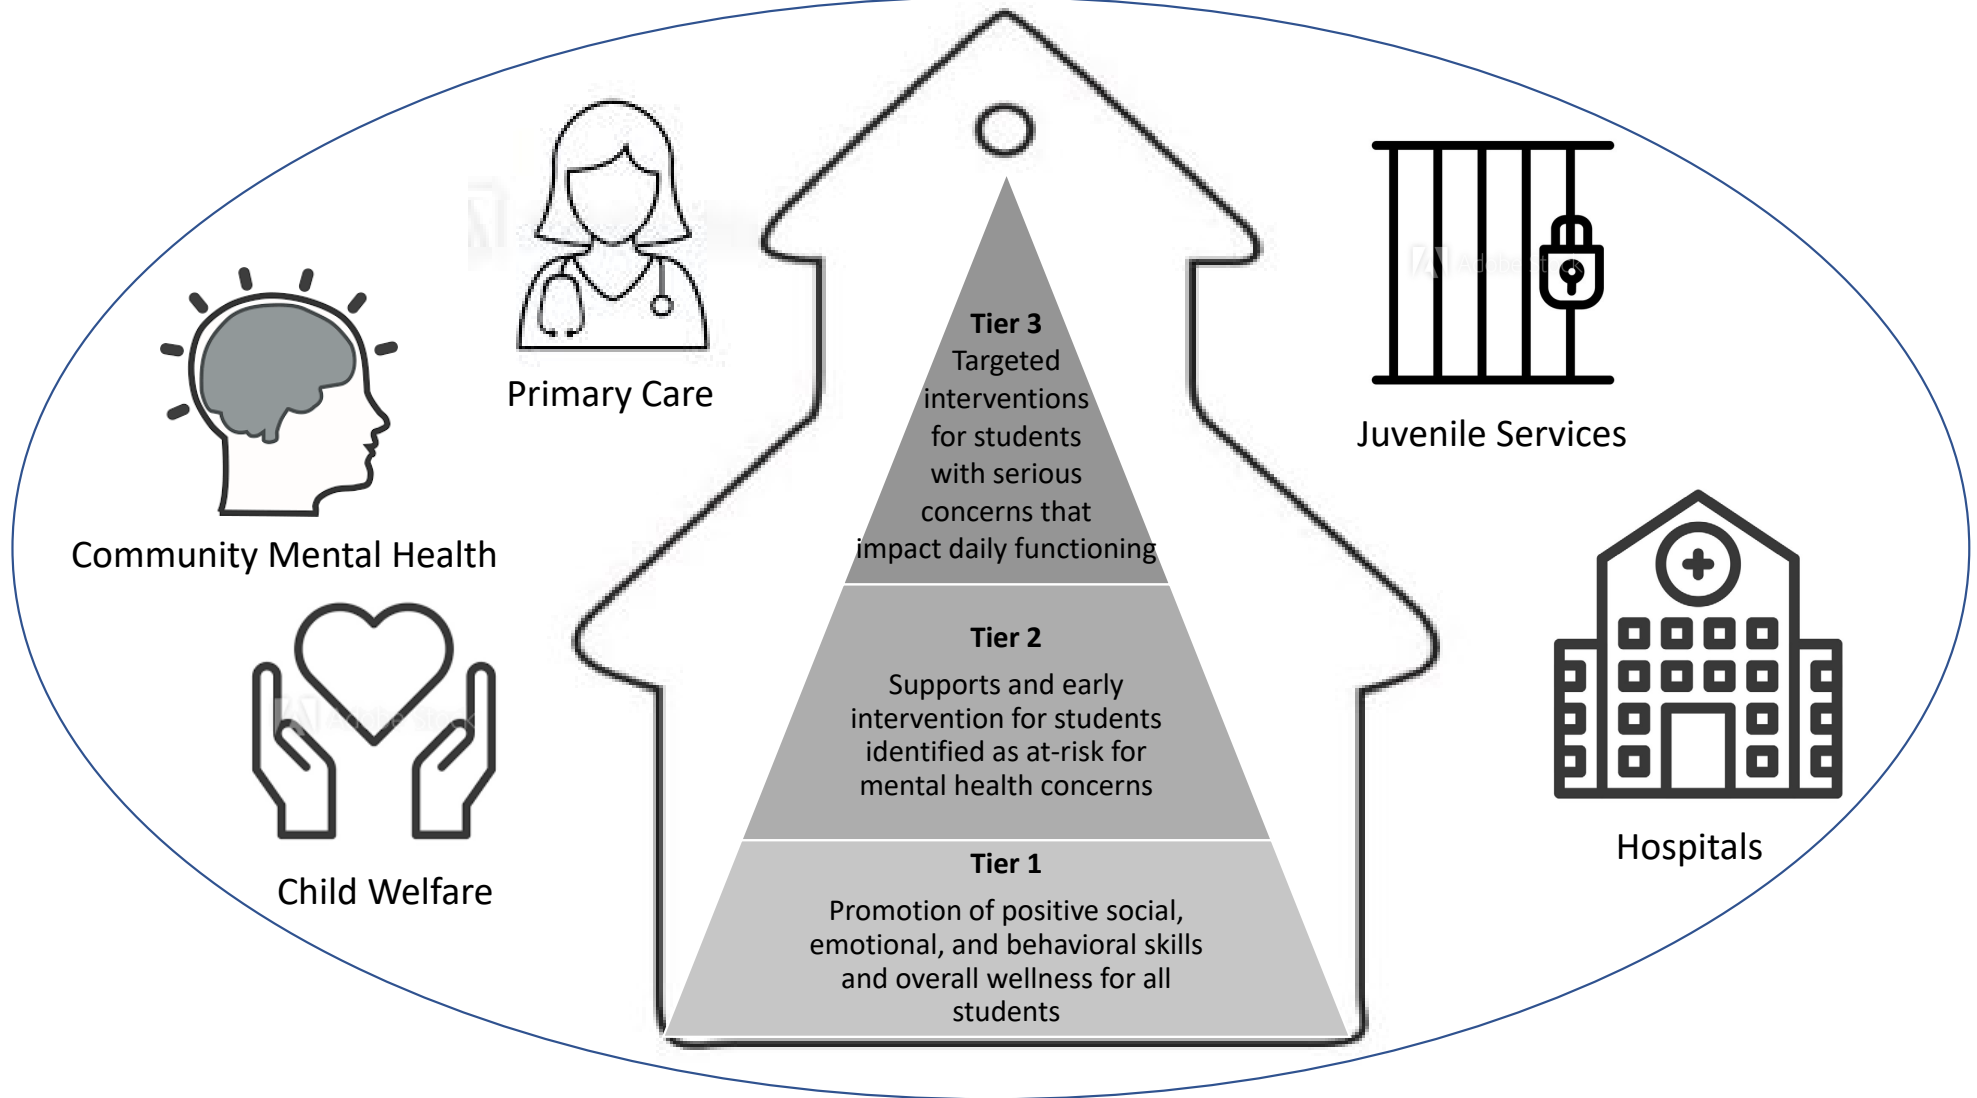 Primary Care
Community Mental Health
Child Welfare
Tier 3
Targeted
interventions
for students
with serious
concerns that
impact daily functioning
Tier 2
Supports and early
intervention for students
identified as at-risk for
mental health concerns
Tier 1
Promotion of positive social,
emotional, and behavioral skills
and overall wellness for all
students
Juvenile Services
Hospitals